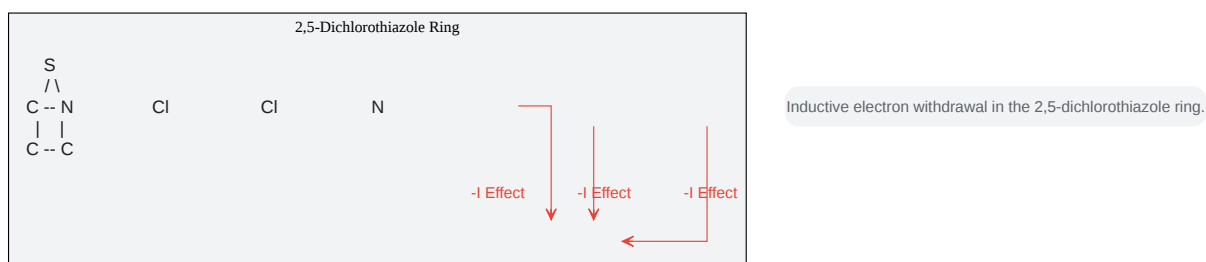 2,5-Dichlorothiazole Ring
S
/ \
C -- N Cl Cl N
| |
C -- C
Inductive electron withdrawal in the 2,5-dichlorothiazole ring.
-I Effect -I Effect -I Effect